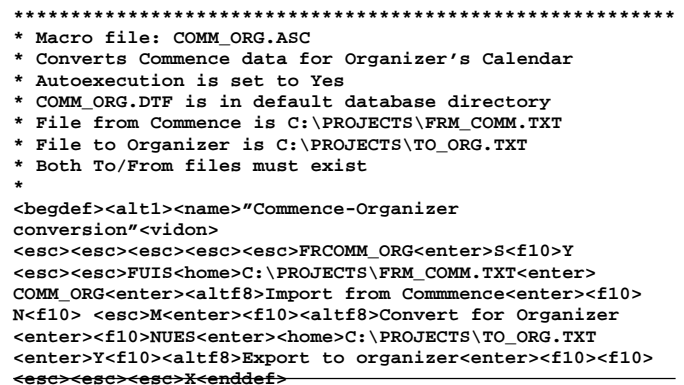 **********************************************************
* Macro file: COMM_ORG.ASC
* Converts Commence data for Organizer’s Calendar
* Autoexecution is set to Yes
* COMM_ORG.DTF is in default database directory
* File from Commence is C:\PROJECTS\FRM_COMM.TXT
* File to Organizer is C:\PROJECTS\TO_ORG.TXT
* Both To/From files must exist
*
<begdef><alt1><name>”Commence-Organizer
conversion”<vidon>
<esc><esc><esc><esc><esc>FRCOMM_ORG<enter>S<f10>Y
<esc><esc>FUIS<home>C:\PROJECTS\FRM_COMM.TXT<enter>
COMM_ORG<enter><altf8>Import from Commmence<enter><f10>
N<f10> <esc>M<enter><f10><altf8>Convert for Organizer
<enter><f10>NUES<enter><home>C:\PROJECTS\TO_ORG.TXT
<enter>Y<f10><altf8>Export to organizer<enter><f10><f10>
<esc><esc><esc>X<enddef>